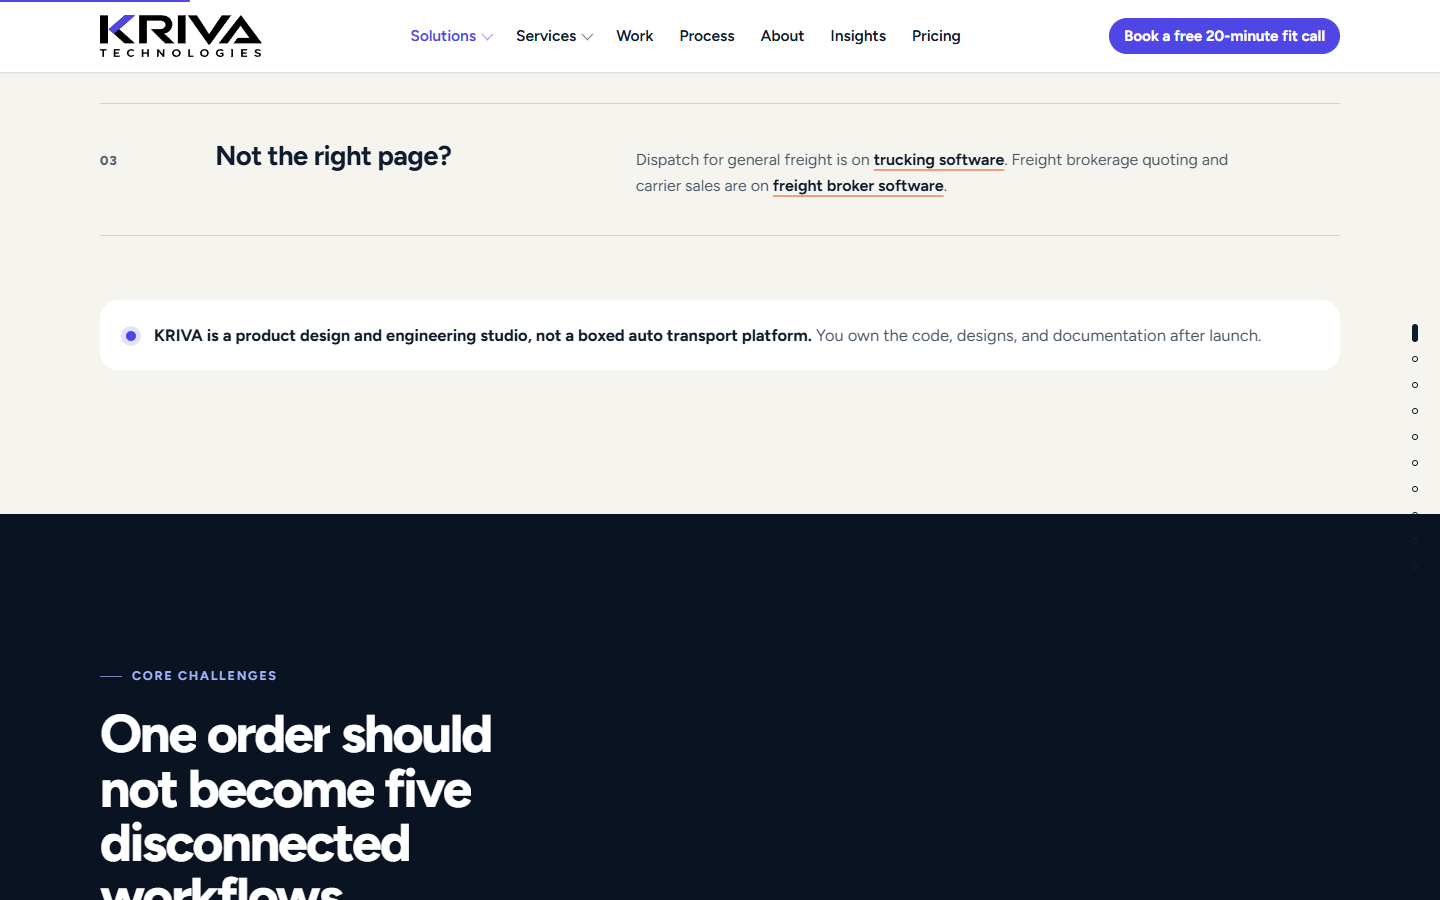 KRIVA
TECHNOLOGIES
Solutions Services Work Process About Insights Pricing
Book a free 20-minute fit call
03
Not the right page?
Dispatch for general freight is on trucking software. Freight brokerage quoting and
carrier sales are on freight broker software.
KRIVA is a product design and engineering studio, not a boxed auto transport platform. You own the code, designs, and documentation after launch.
CORE CHALLENGES
One order should
not become five
disconnected
workflows